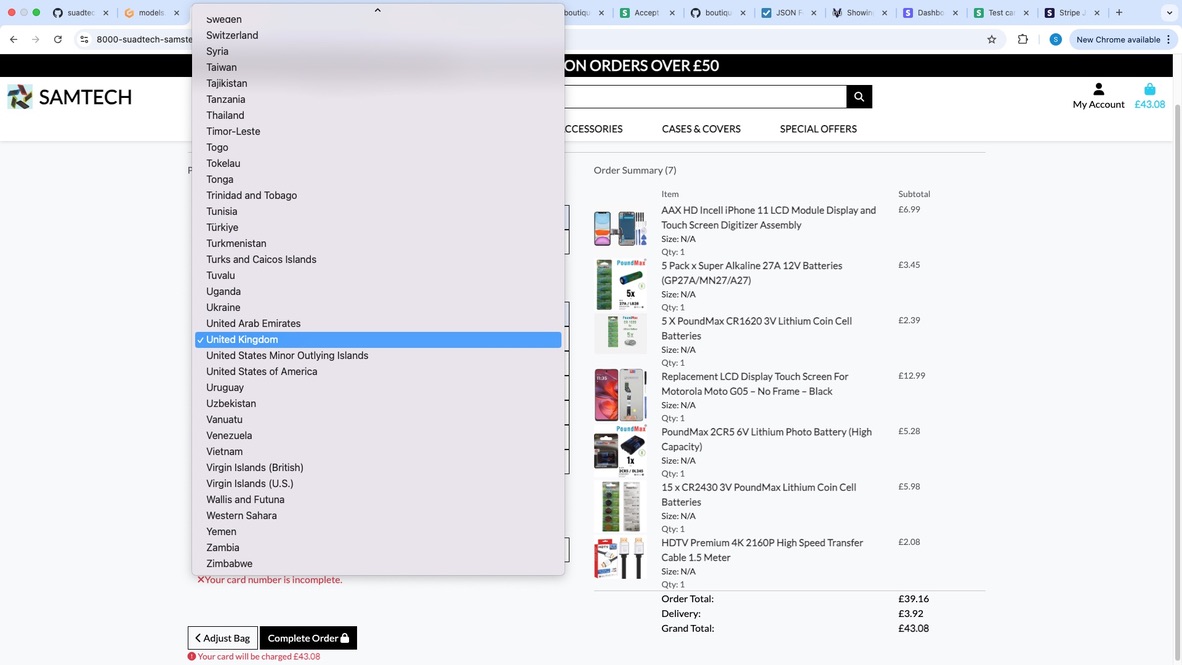 suadtec
models.
boutiqu
Accept
boutiqu
JSON F
Showin
Dashbo
Test ca
Stripe J
8000-suadtech-samste
S
New Chrome available
ON ORDERS OVER £50
SAMTECH
My Account
£43.08
CCESSORIES
CASES & COVERS
SPECIAL OFFERS
Sweden
Switzerland
Syria
Taiwan
Tajikistan
Tanzania
Thailand
Timor-Leste
Togo
Tokelau
Tonga
Trinidad and Tobago
Tunisia
Türkiye
Turkmenistan
Turks and Caicos Islands
Tuvalu
Uganda
Ukraine
United Arab Emirates
✓ United Kingdom
United States Minor Outlying Islands
United States of America
Uruguay
Uzbekistan
Vanuatu
Venezuela
Vietnam
Virgin Islands (British)
Virgin Islands (U.S.)
Wallis and Futuna
Western Sahara
Yemen
Zambia
Zimbabwe
Your card number is incomplete.
Adjust Bag
Complete Order
Your card will be charged £43.08
Order Summary (7)
Item Subtotal
AAX HD Incell iPhone 11 LCD Module Display and £6.99
Touch Screen Digitizer Assembly
Size: N/A
Qty: 1
5 Pack x Super Alkaline 27A 12V Batteries £3.45
(GP27A/MN27/A27)
Size: N/A
Qty: 1
5 X PoundMax CR1620 3V Lithium Coin Cell £2.39
Batteries
Size: N/A
Qty: 1
Replacement LCD Display Touch Screen For £12.99
Motorola Moto G05 – No Frame – Black
Size: N/A
Qty: 1
PoundMax 2CR5 6V Lithium Photo Battery (High £5.28
Capacity)
Size: N/A
Qty: 1
15 x CR2430 3V PoundMax Lithium Coin Cell £5.98
Batteries
Size: N/A
Qty: 1
HDTV Premium 4K 2160P High Speed Transfer £2.08
Cable 1.5 Meter
Size: N/A
Qty: 1
Order Total: £39.16
Delivery: £3.92
Grand Total: £43.08